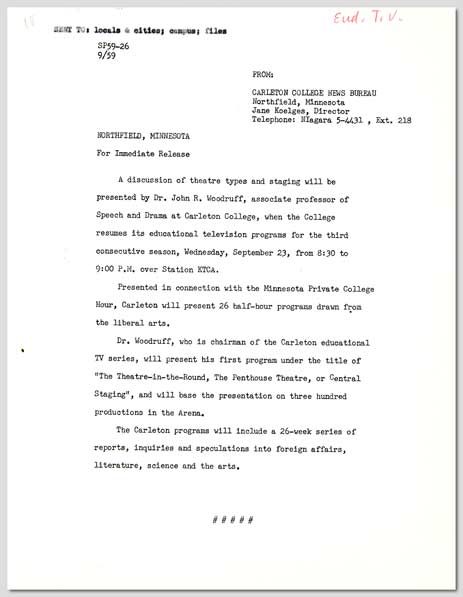 End. T.V.
SENT TO: locals & cities; campus; files
SP59-26
9/59
FROM:
CARLETON COLLEGE NEWS BUREAU
Northfield, Minnesota
Jane Koelges, Director
Telephone: NIagara 5-4431 , Ext. 218
NORTHFIELD, MINNESOTA
For Immediate Release
A discussion of theatre types and staging will be
presented by Dr. John R. Woodruff, associate professor of
Speech and Drama at Carleton College, when the College
resumes its educational television programs for the third
consecutive season, Wednesday, September 23, from 8:30 to
9:00 P.M. over Station KTCA.
Presented in connection with the Minnesota Private College
Hour, Carleton will present 26 half-hour programs drawn from
the liberal arts.
Dr. Woodruff, who is chairman of the Carleton educational
TV series, will present his first program under the title of
"The Theatre-in-the-Round, The Penthouse Theatre, or Central
Staging", and will base the presentation on three hundred
productions in the Arena.
The Carleton programs will include a 26-week series of
reports, inquiries and speculations into foreign affairs,
literature, science and the arts.
# # # # #